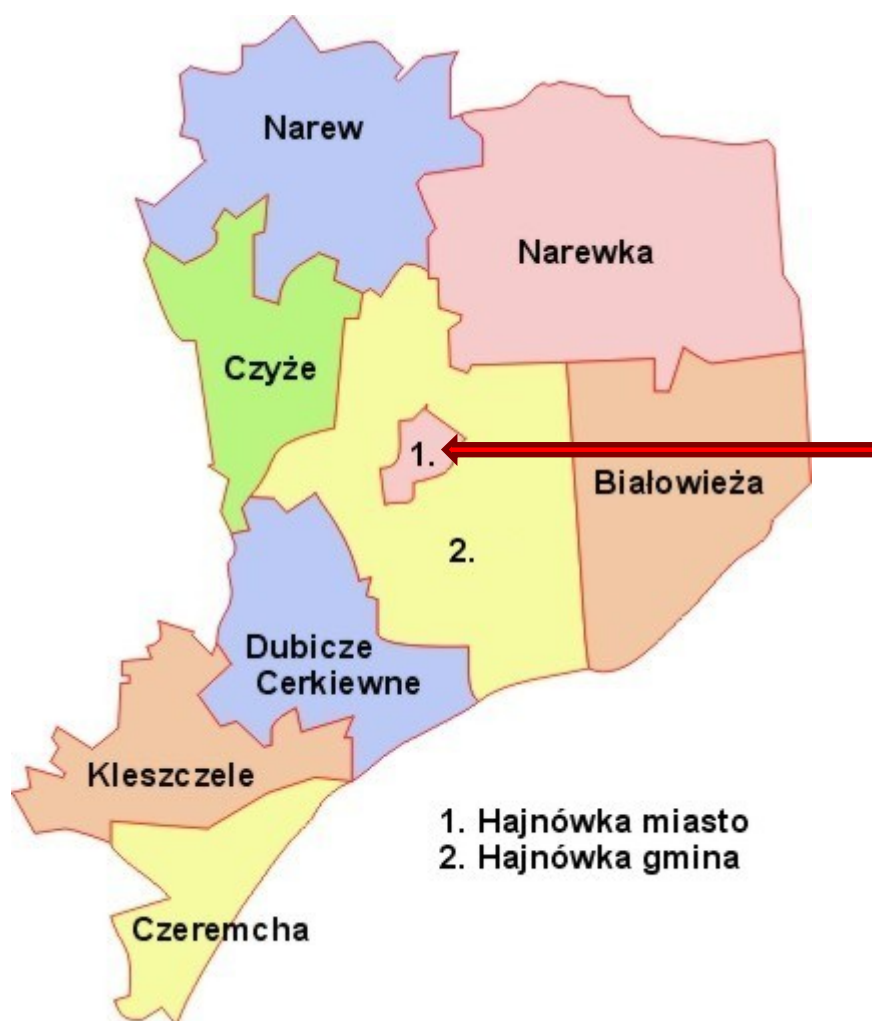 Narew
Narewka
Czyże
1.
Białowieża
2.
Dubicze
Cerkiewne
Kleszczele
1. Hajnówka miasto
2. Hajnówka gmina
Czeremcha